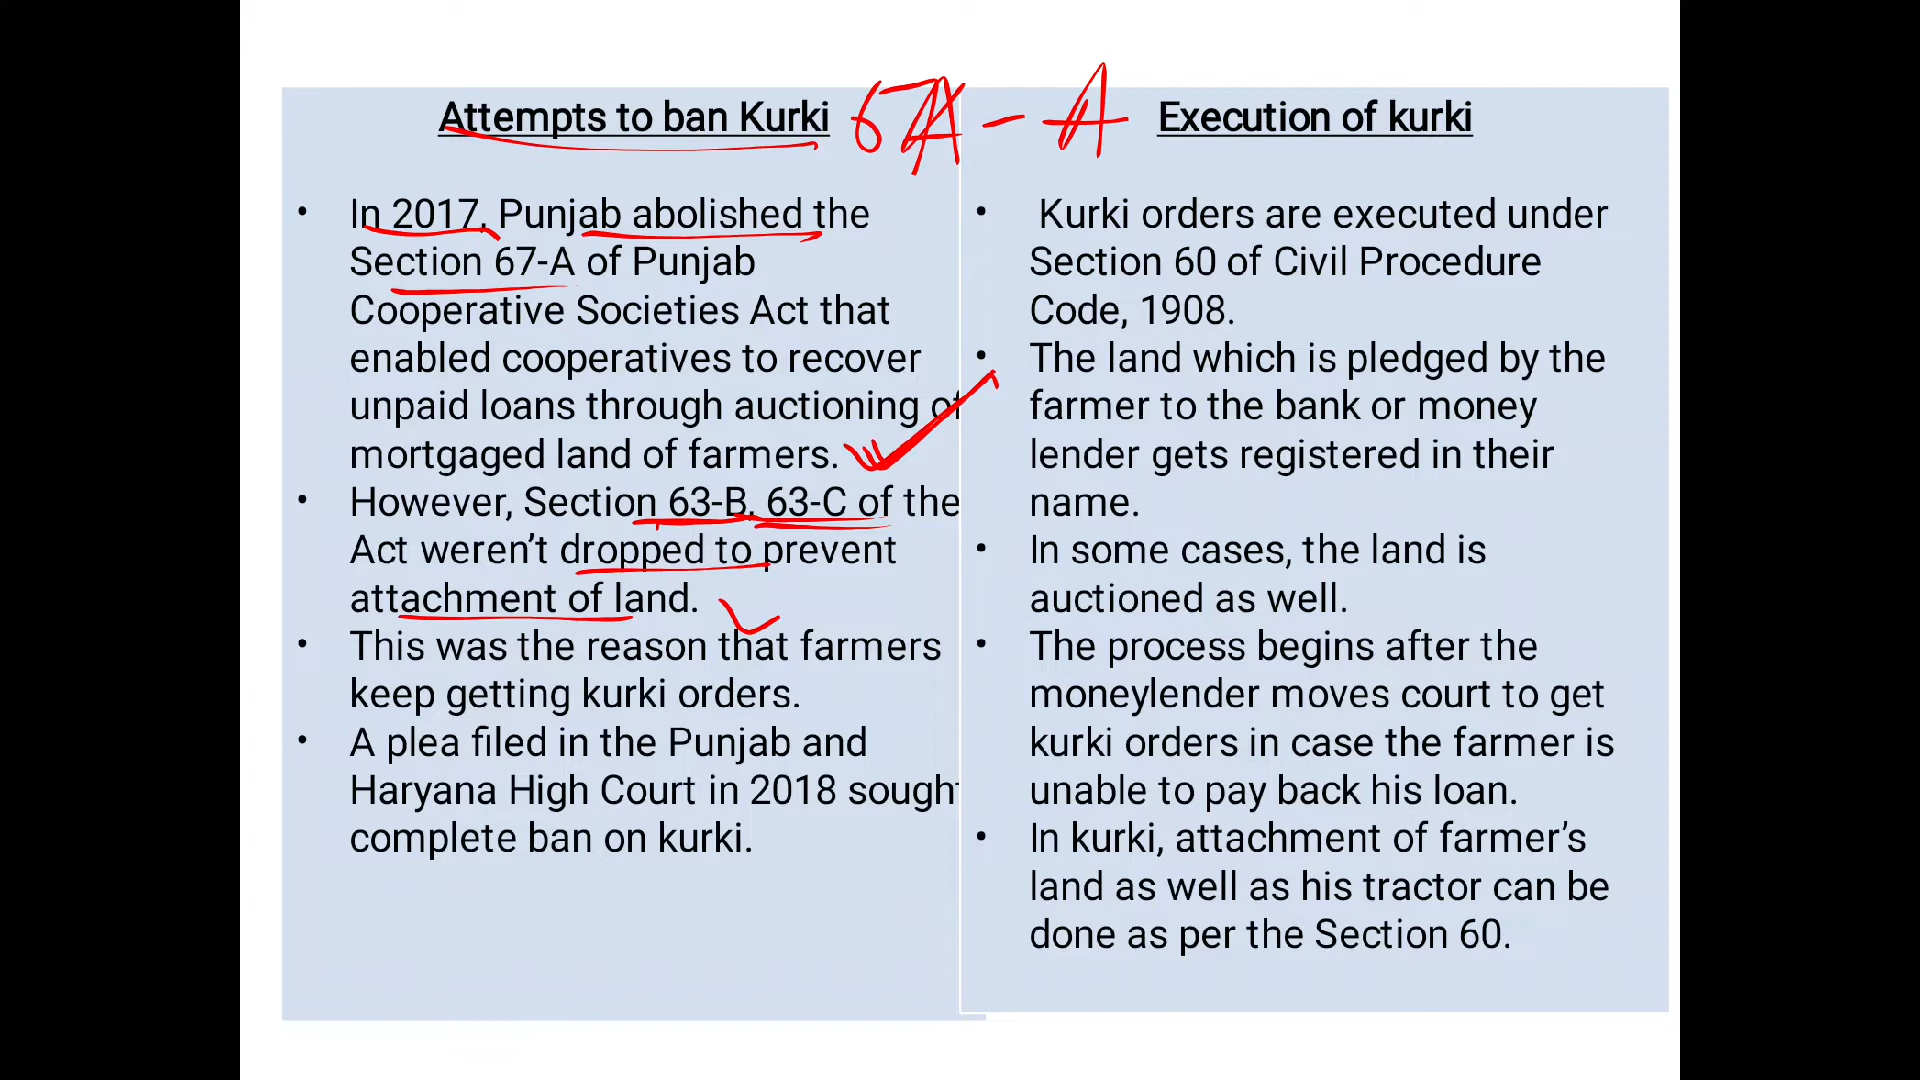 Attempts to ban Kurki
67A - A
In 2017, Punjab abolished the
Section 67-A of Punjab
Cooperative Societies Act that
enabled cooperatives to recover
unpaid loans through auctioning of
mortgaged land of farmers.
However, Section 63-B, 63-C of the
Act weren't dropped to prevent
attachment of land.
This was the reason that farmers
keep getting kurki orders.
A plea filed in the Punjab and
Haryana High Court in 2018 sought
complete ban on kurki.
Execution of kurki
Kurki orders are executed under
Section 60 of Civil Procedure
Code, 1908.
The land which is pledged by the
farmer to the bank or money
lender gets registered in their
name.
In some cases, the land is
auctioned as well.
The process begins after the
moneylender moves court to get
kurki orders in case the farmer is
unable to pay back his loan.
In kurki, attachment of farmer's
land as well as his tractor can be
done as per the Section 60.